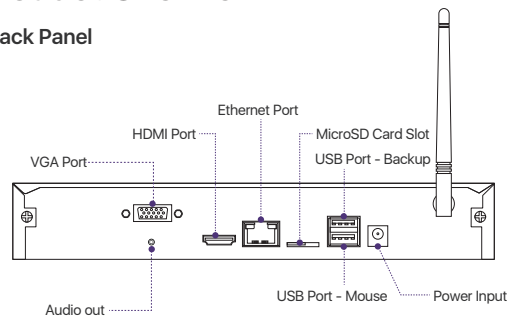 ack Panel
Ethernet Port
HDMI Port
MicroSD Card Slot
VGA Port
USB Port - Backup
Audio out
USB Port - Mouse
Power Input